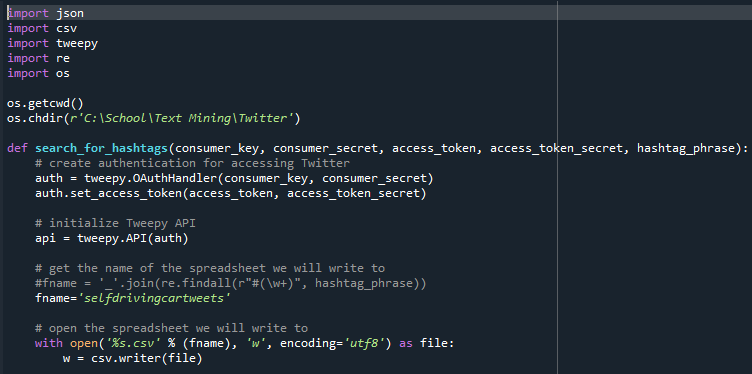 import json
import csv
import tweepy
import re
import os
os.getcwd()
os.chdir(r'C:\School\Text Mining\Twitter')
def search_for_hashtags(consumer_key, consumer_secret, access_token, access_token_secret, hashtag_phrase):
    # create authentication for accessing Twitter
    auth = tweepy.OAuthHandler(consumer_key, consumer_secret)
    auth.set_access_token(access_token, access_token_secret)
    # initialize Tweepy API
    api = tweepy.API(auth)
    # get the name of the spreadsheet we will write to
    #fname = '_'.join(re.findall(r"#(\w+)", hashtag_phrase))
    fname='selfdrivingcartweets'
    # open the spreadsheet we will write to
    with open('%s.csv' % (fname), 'w', encoding='utf8') as file:
        w = csv.writer(file)